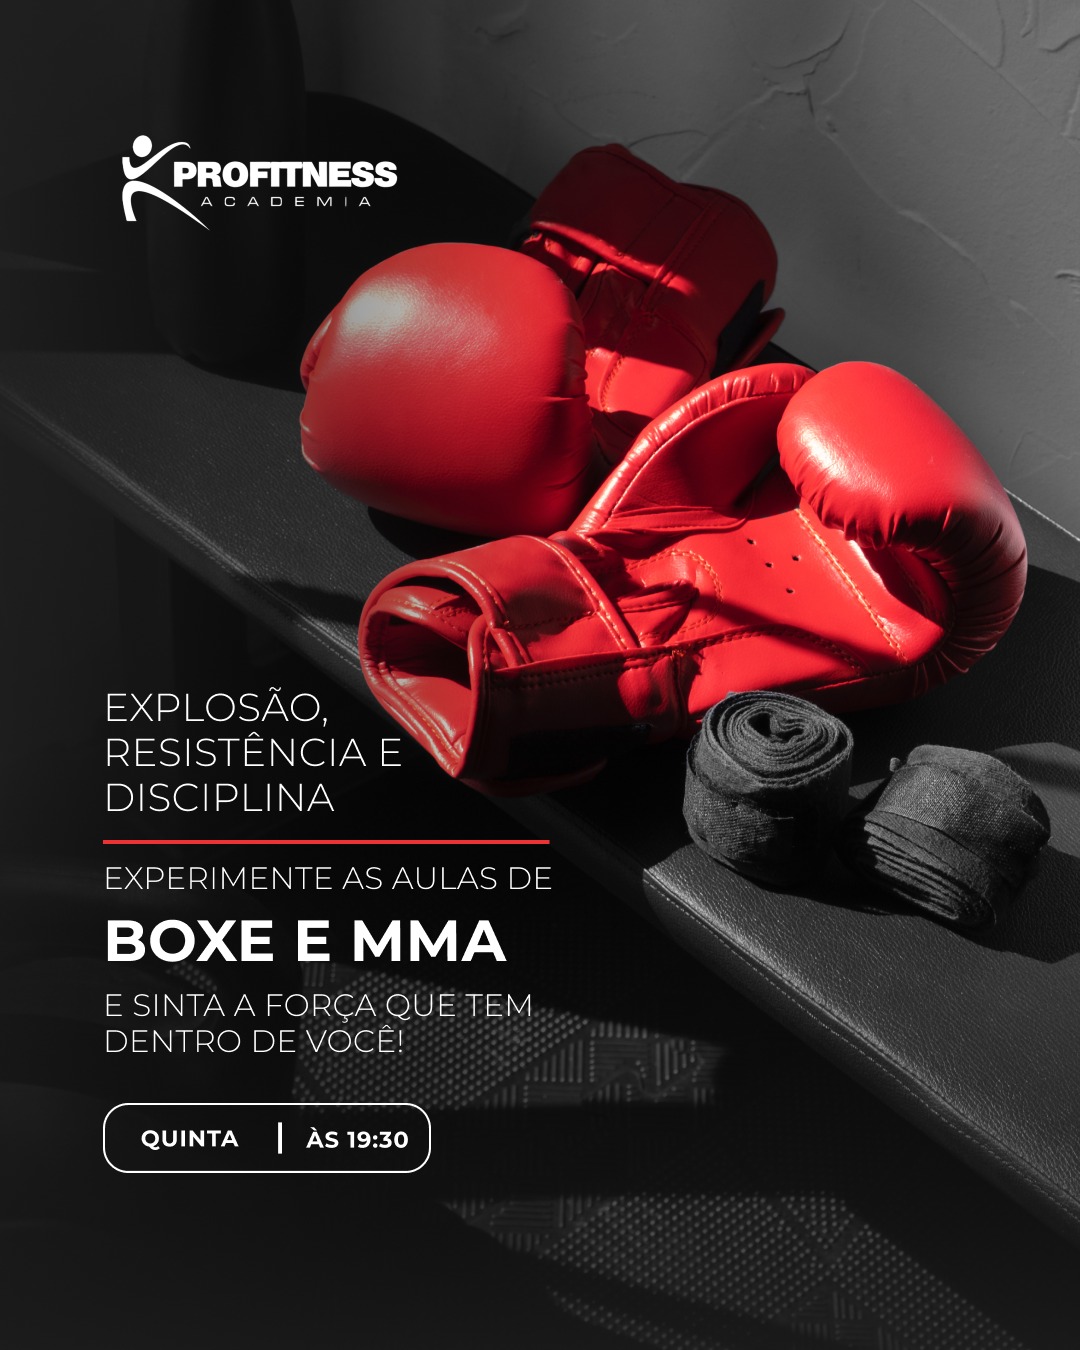 PROFITNESS
ACADEMIA
EXPLOSÃO,
RESISTÊNCIA E
DISCIPLINA
EXPERIMENTE AS AULAS DE
BOXE E MMA
E SINTA A FORÇA QUE TEM
DENTRO DE VOCÊ!
QUINTA | ÀS 19:30